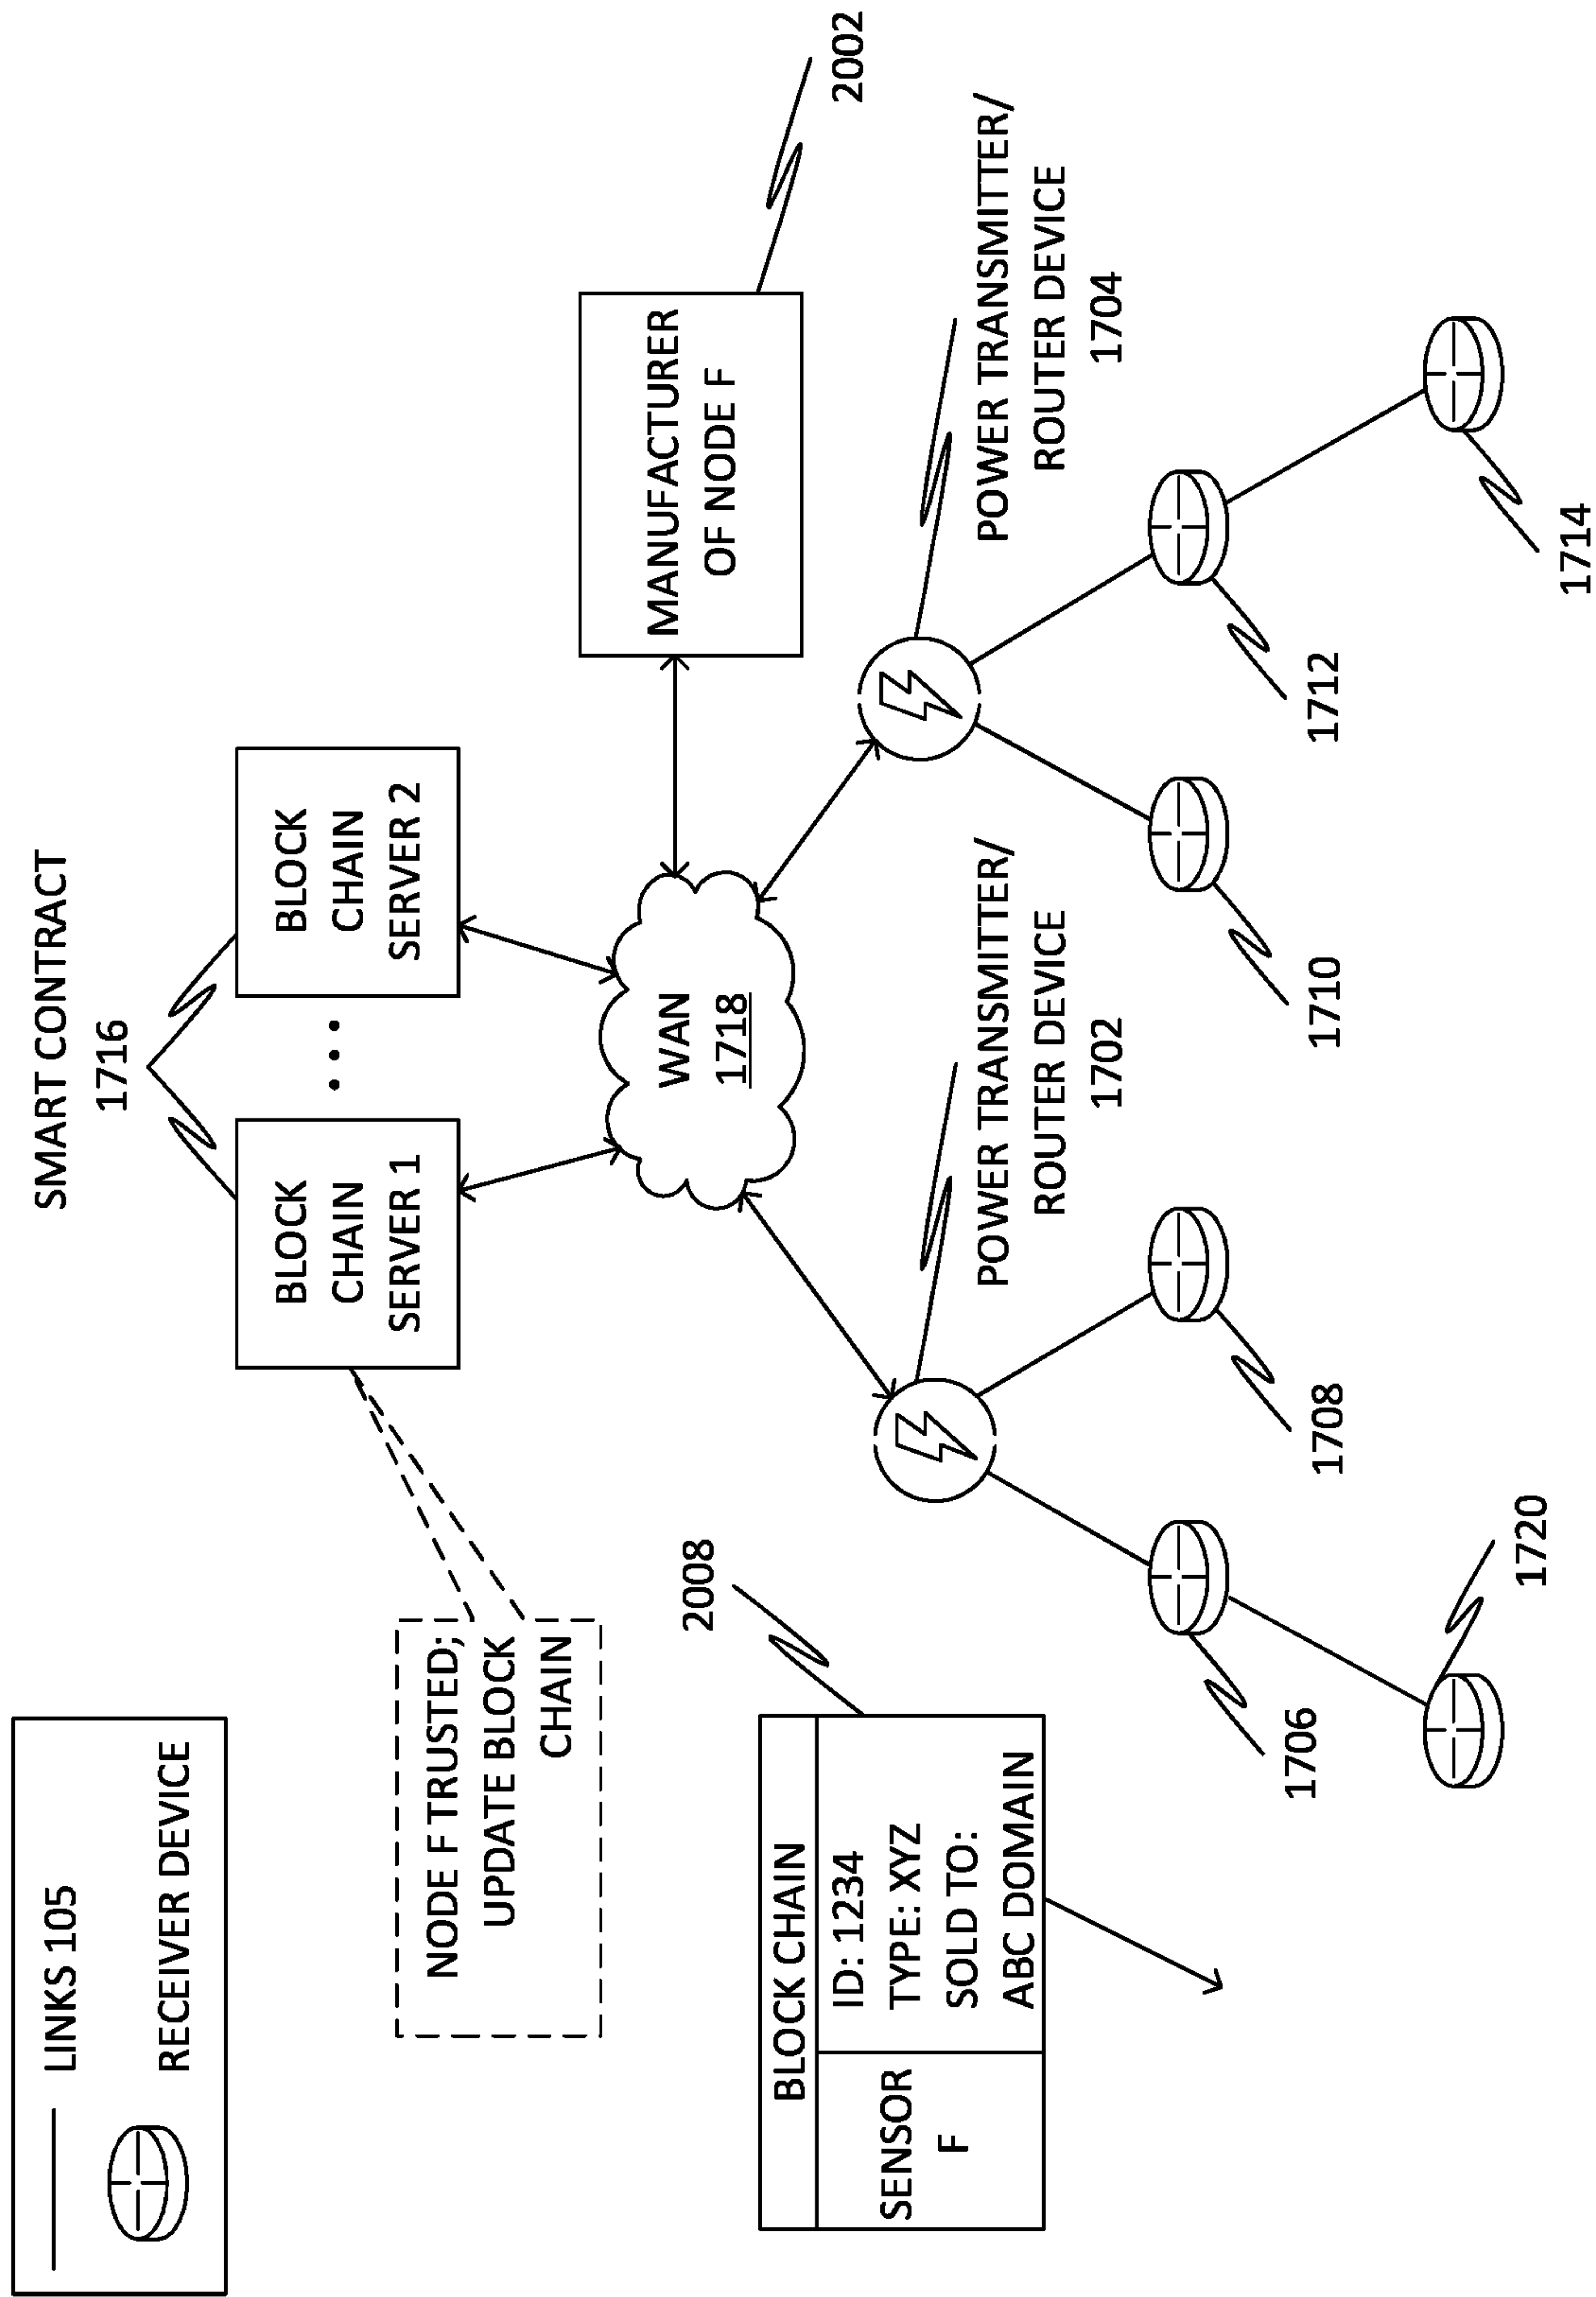 LINKS 105
RECEIVER DEVICE
SMART CONTRACT
1716
BLOCK
CHAIN
SERVER 1
...
BLOCK
CHAIN
SERVER 2
NODE F TRUSTED;
UPDATE BLOCK
CHAIN
WAN
1718
MANUFACTURER
OF NODE F
2002
2008
BLOCK CHAIN
SENSOR
F
ID: 1234
TYPE: XYZ
SOLD TO:
ABC DOMAIN
POWER TRANSMITTER/
ROUTER DEVICE
1702
POWER TRANSMITTER/
ROUTER DEVICE
1704
1706
1708
1710
1712
1720
1714